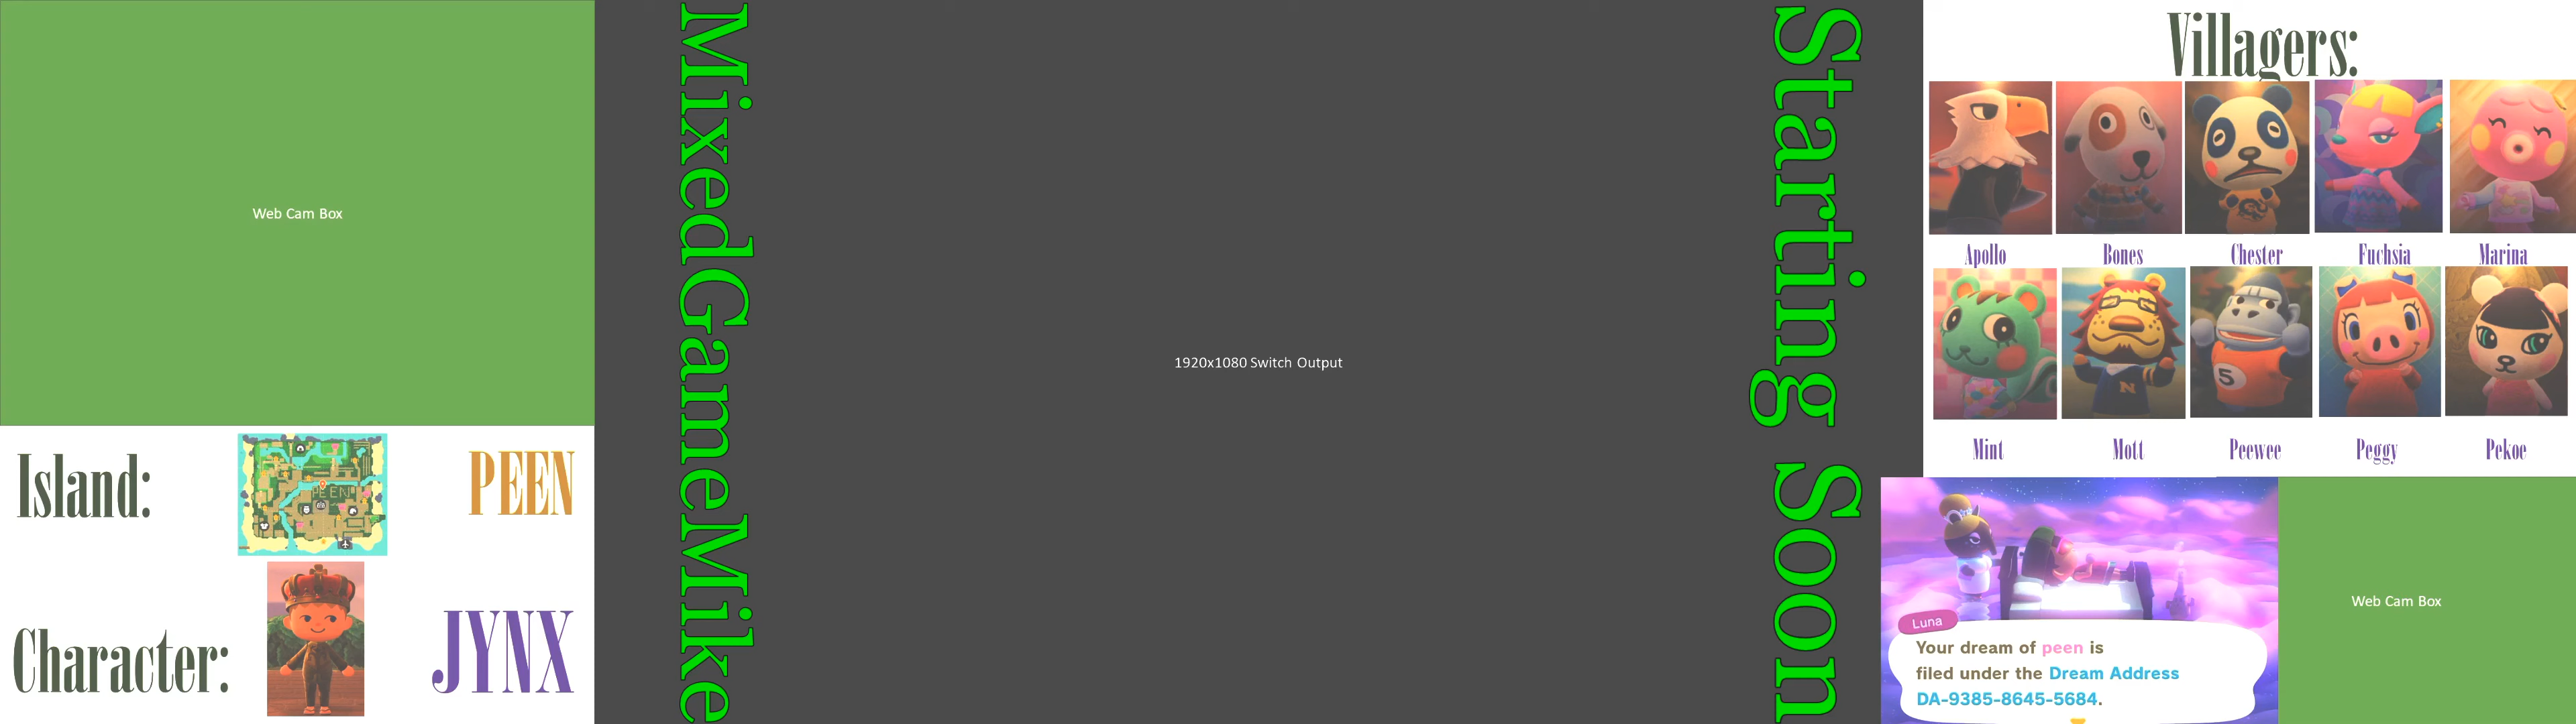 Web Cam Box
Island:
PEEN
PEEN
Character:
JYNX
MixedGameMike
1920x1080 Switch Output
Starting Soon
Villagers:
Apollo
Bones
Chester
Fuchsia
Marina
N
5
Mint
Mott
Peewee
Peggy
Pekoe
Luna
Your dream of peen is
filed under the Dream Address
DA-9385-8645-5684.
Web Cam Box